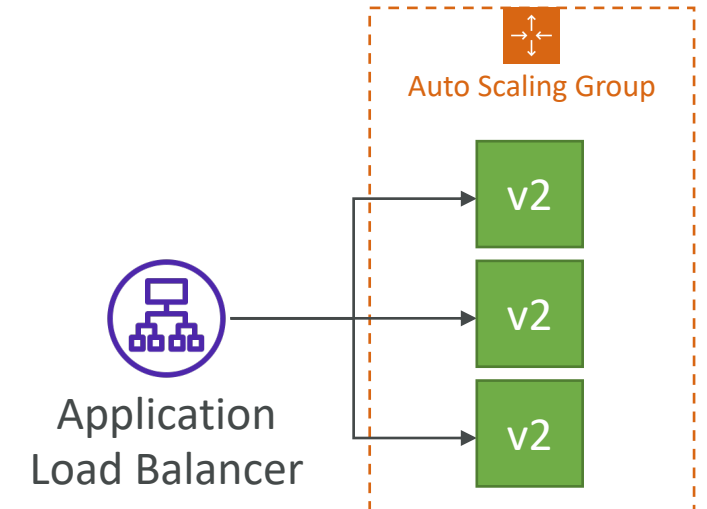 Auto Scaling Group
v2
v2
v2
Application
Load Balancer